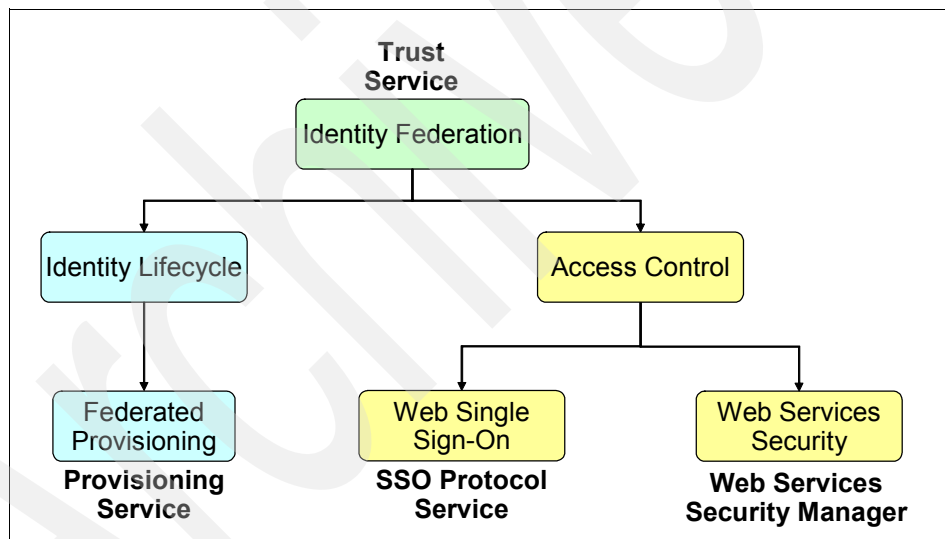 Trust
Service
Identity Federation
Identity Lifecycle
Access Control
Federated
Provisioning
Web Single
Sign-On
Web Services
Security
Provisioning
Service
SSO Protocol
Service
Web Services
Security Manager